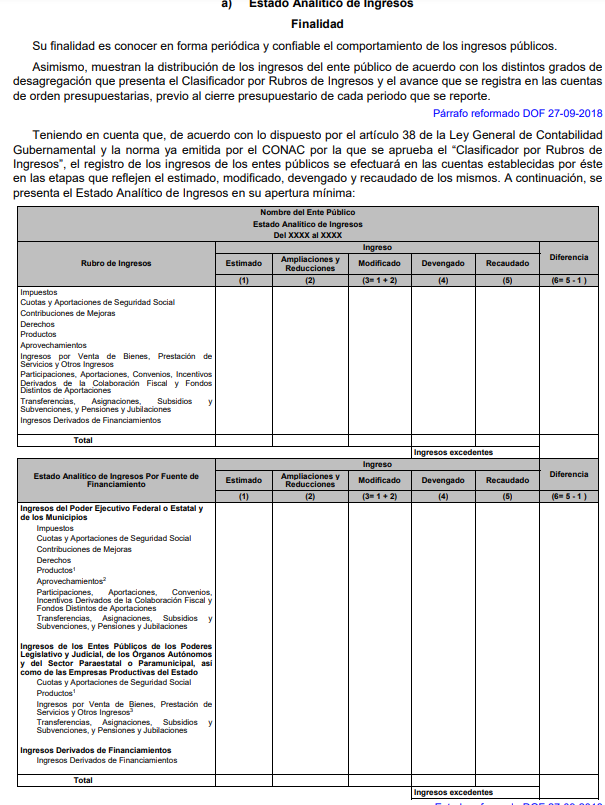 a) Estado Analítico de Ingresos
Finalidad
Su finalidad es conocer en forma periódica y confiable el comportamiento de los ingresos públicos.
Asimismo, muestran la distribución de los ingresos del ente público de acuerdo con los distintos grados de
desagregación que presenta el Clasificador por Rubros de Ingresos y el avance que se registra en las cuentas
de orden presupuestarias, previo al cierre presupuestario de cada periodo que se reporte.
Párrafo reformado DOF 27-09-2018
Teniendo en cuenta que, de acuerdo con lo dispuesto por el artículo 38 de la Ley General de Contabilidad
Gubernamental y la norma ya emitida por el CONAC por la que se aprueba el “Clasificador por Rubros de
Ingresos”, el registro de los ingresos de los entes públicos se efectuará en las cuentas establecidas por éste
en las etapas que reflejen el estimado, modificado, devengado y recaudado de los mismos. A continuación, se
presenta el Estado Analítico de Ingresos en su apertura mínima:
Nombre del Ente Público
Estado Analítico de Ingresos
Del XXXX al XXXX
Rubro de Ingresos
Ingreso
Diferencia
Estimado Ampliaciones y Reducciones Modificado Devengado Recaudado
(1) (2) (3= 1 + 2) (4) (5) (6= 5 - 1 )
Impuestos
Cuotas y Aportaciones de Seguridad Social
Contribuciones de Mejoras
Derechos
Productos
Aprovechamientos
Ingresos por Venta de Bienes, Prestación de
Servicios y Otros Ingresos
Participaciones, Aportaciones, Convenios, Incentivos
Derivados de la Colaboración Fiscal y Fondos
Distintos de Aportaciones
Transferencias, Asignaciones, Subsidios y
Subvenciones, y Pensiones y Jubilaciones
Ingresos Derivados de Financiamientos
Total
Ingresos excedentes
Estado Analítico de Ingresos Por Fuente de
Financiamiento
Ingreso
Diferencia
Estimado Ampliaciones y Reducciones Modificado Devengado Recaudado
(1) (2) (3= 1 + 2) (4) (5) (6= 5 - 1 )
Ingresos del Poder Ejecutivo Federal o Estatal y
de los Municipios
Impuestos
Cuotas y Aportaciones de Seguridad Social
Contribuciones de Mejoras
Derechos
Productos¹
Aprovechamientos²
Participaciones, Aportaciones, Convenios,
Incentivos Derivados de la Colaboración Fiscal y
Fondos Distintos de Aportaciones
Transferencias, Asignaciones, Subsidios y
Subvenciones, y Pensiones y Jubilaciones
Ingresos de los Entes Públicos de los Poderes
Legislativo y Judicial, de los Órganos Autónomos
y del Sector Paraestatal o Paramunicipal, así
como de las Empresas Productivas del Estado
Cuotas y Aportaciones de Seguridad Social
Productos¹
Ingresos por Venta de Bienes, Prestación de
Servicios y Otros Ingresos³
Transferencias, Asignaciones, Subsidios y
Subvenciones, y Pensiones y Jubilaciones
Ingresos Derivados de Financiamientos
Ingresos Derivados de Financiamientos
Total
Ingresos excedentes